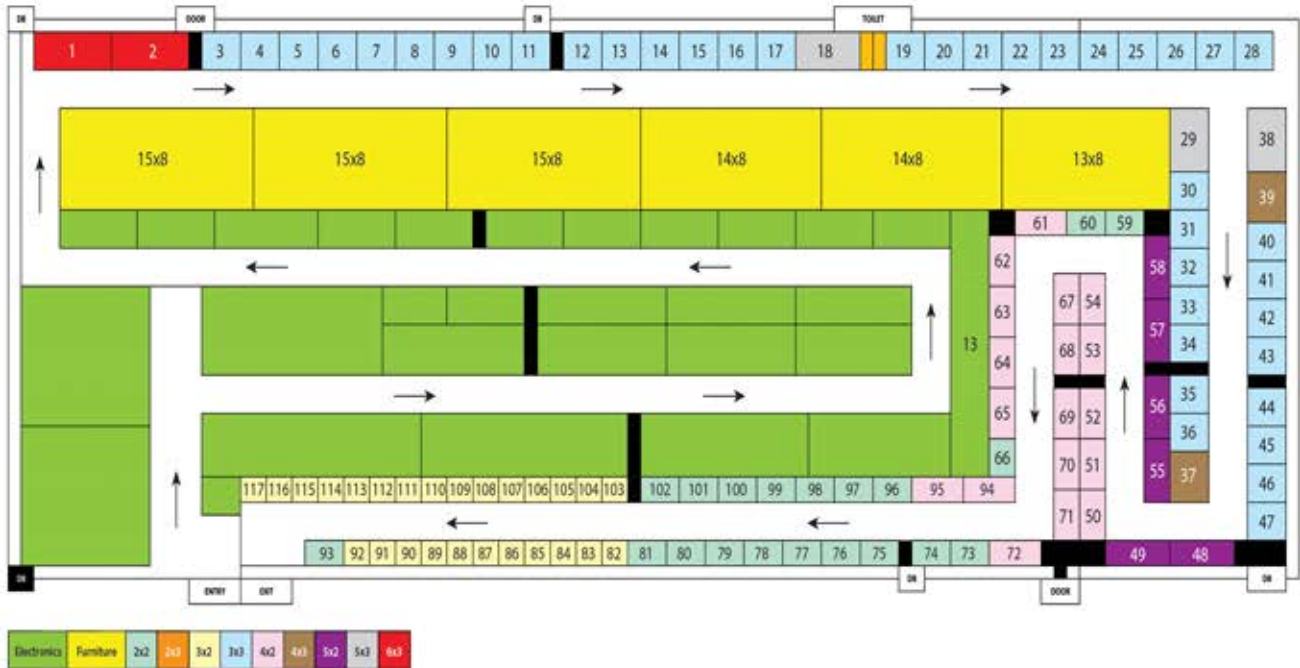 DB DOOR DB TOILET
1 2 3 4 5 6 7 8 9 10 11 12 13 14 15 16 17 18 19 20 21 22 23 24 25 26 27 28
15x8 15x8 15x8 14x8 14x8 13x8 29 38
30 39
61 60 59 31 40
62 58 32 41
63 67 54 57 33 42
64 13 68 53 34 43
65 69 52 56 35 44
66 70 51 55 36 45
37 46
117 116 115 114 113 112 111 110 109 108 107 106 105 104 103 102 101 100 99 98 97 96 95 94
71 50 47
93 92 91 90 89 88 87 86 85 84 83 82 81 80 79 78 77 76 75 74 73 72 49 48
DB ENTRY EXIT DB DOOR DB
Electronics Furniture 2x2 2x3 3x2 3x3 4x2 4x3 5x2 5x3 6x3